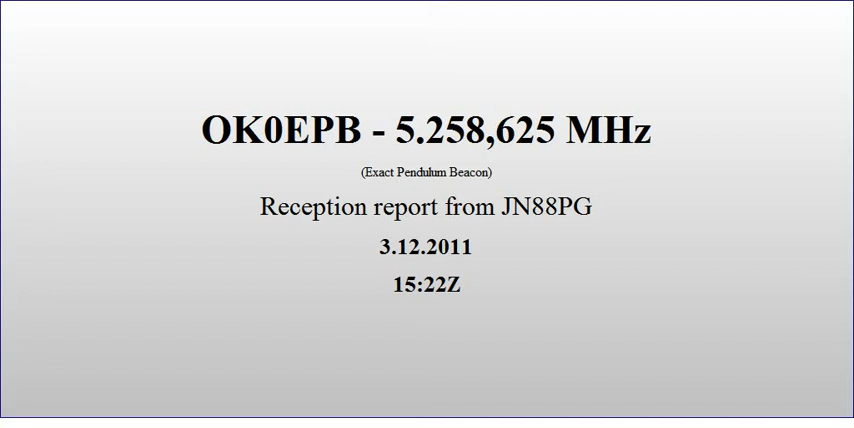 OK0EPB - 5.258,625 MHz
(Exact Pendulum Beacon)
Reception report from JN88PG
3.12.2011
15:22Z